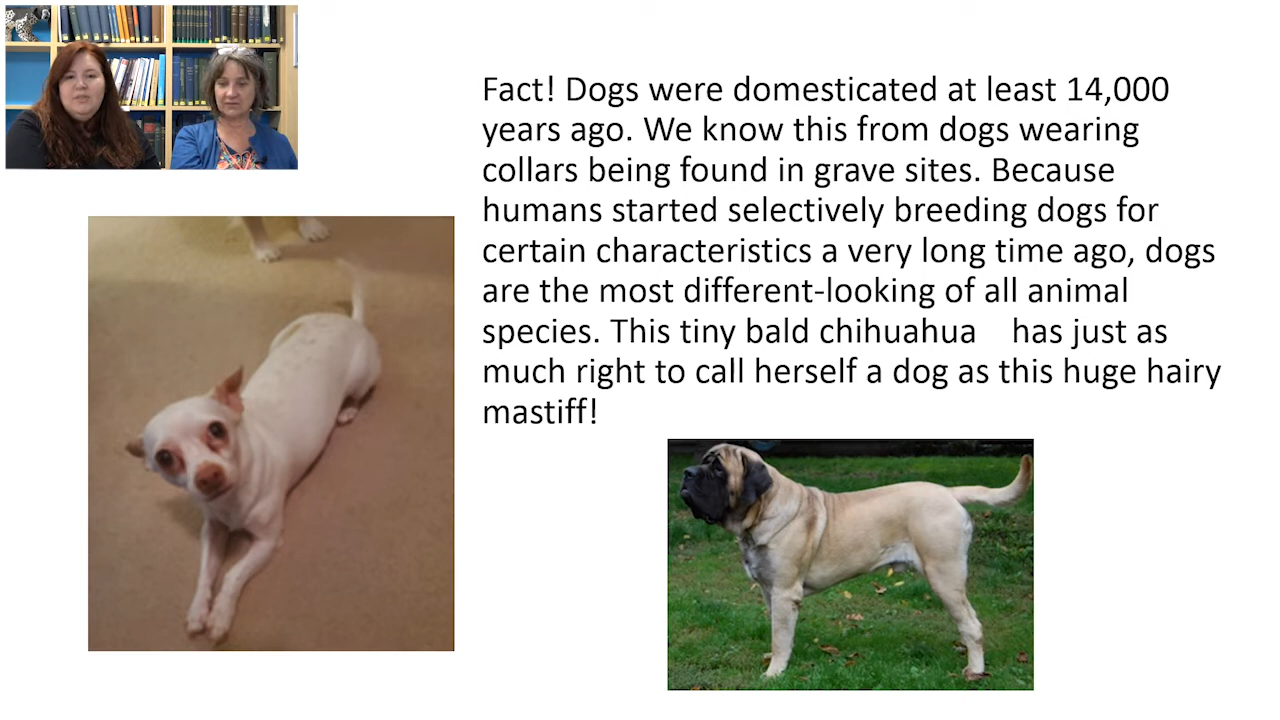 Fact! Dogs were domesticated at least 14,000
years ago. We know this from dogs wearing
collars being found in grave sites. Because
humans started selectively breeding dogs for
certain characteristics a very long time ago, dogs
are the most different-looking of all animal
species. This tiny bald chihuahua    has just as
much right to call herself a dog as this huge hairy
mastiff!